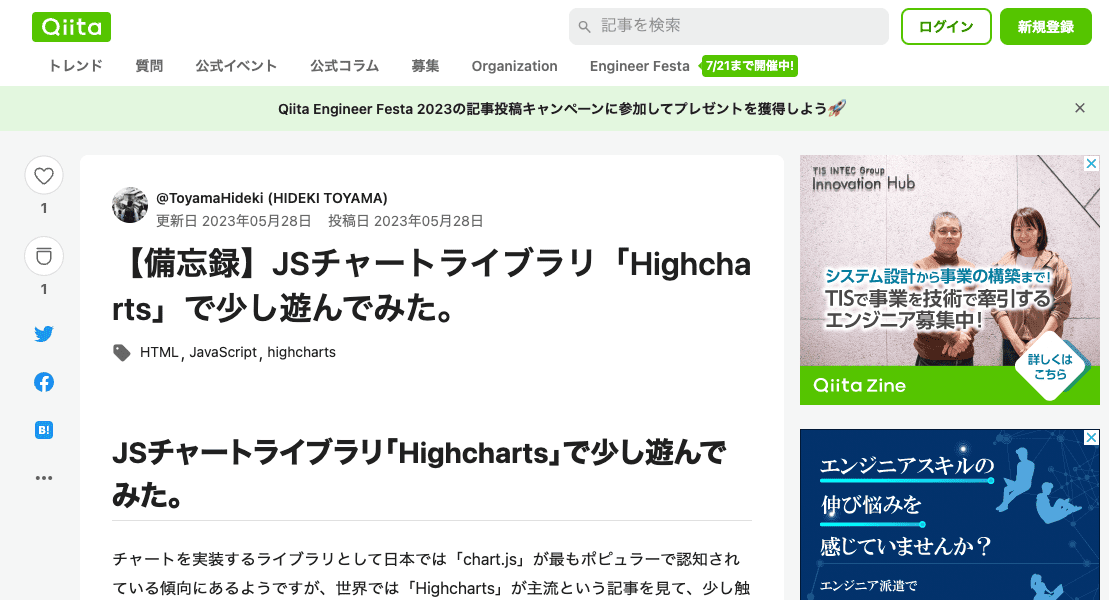 Qiita
記事を検索
ログイン
新規登録
トレンド
質問
公式イベント
公式コラム
募集
Organization
Engineer Festa
7/21まで開催中!
Qiita Engineer Festa 2023の記事投稿キャンペーンに参加してプレゼントを獲得しよう🚀
1
1
B!
@ToyamaHideki (HIDEKI TOYAMA)
更新日 2023年05月28日 投稿日 2023年05月28日
【備忘録】JSチャートライブラリ「Highcha
rts」で少し遊んでみた。
HTML, JavaScript, highcharts
JSチャートライブラリ「Highcharts」で少し遊んで
みた。
チャートを実装するライブラリとして日本では「chart.js」が最もポピュラーで認知され
ている傾向にあるようですが、世界では「Highcharts」が主流という記事を見て、少し触
TIS INTEC Group
Innovation Hub
システム設計から事業の構築まで!
TISで事業を技術で牽引する
エンジニア募集中!
詳しくは
こちら
Qiita Zine
エンジニアスキルの
伸び悩みを
感じていませんか？
エンジニア派遣で